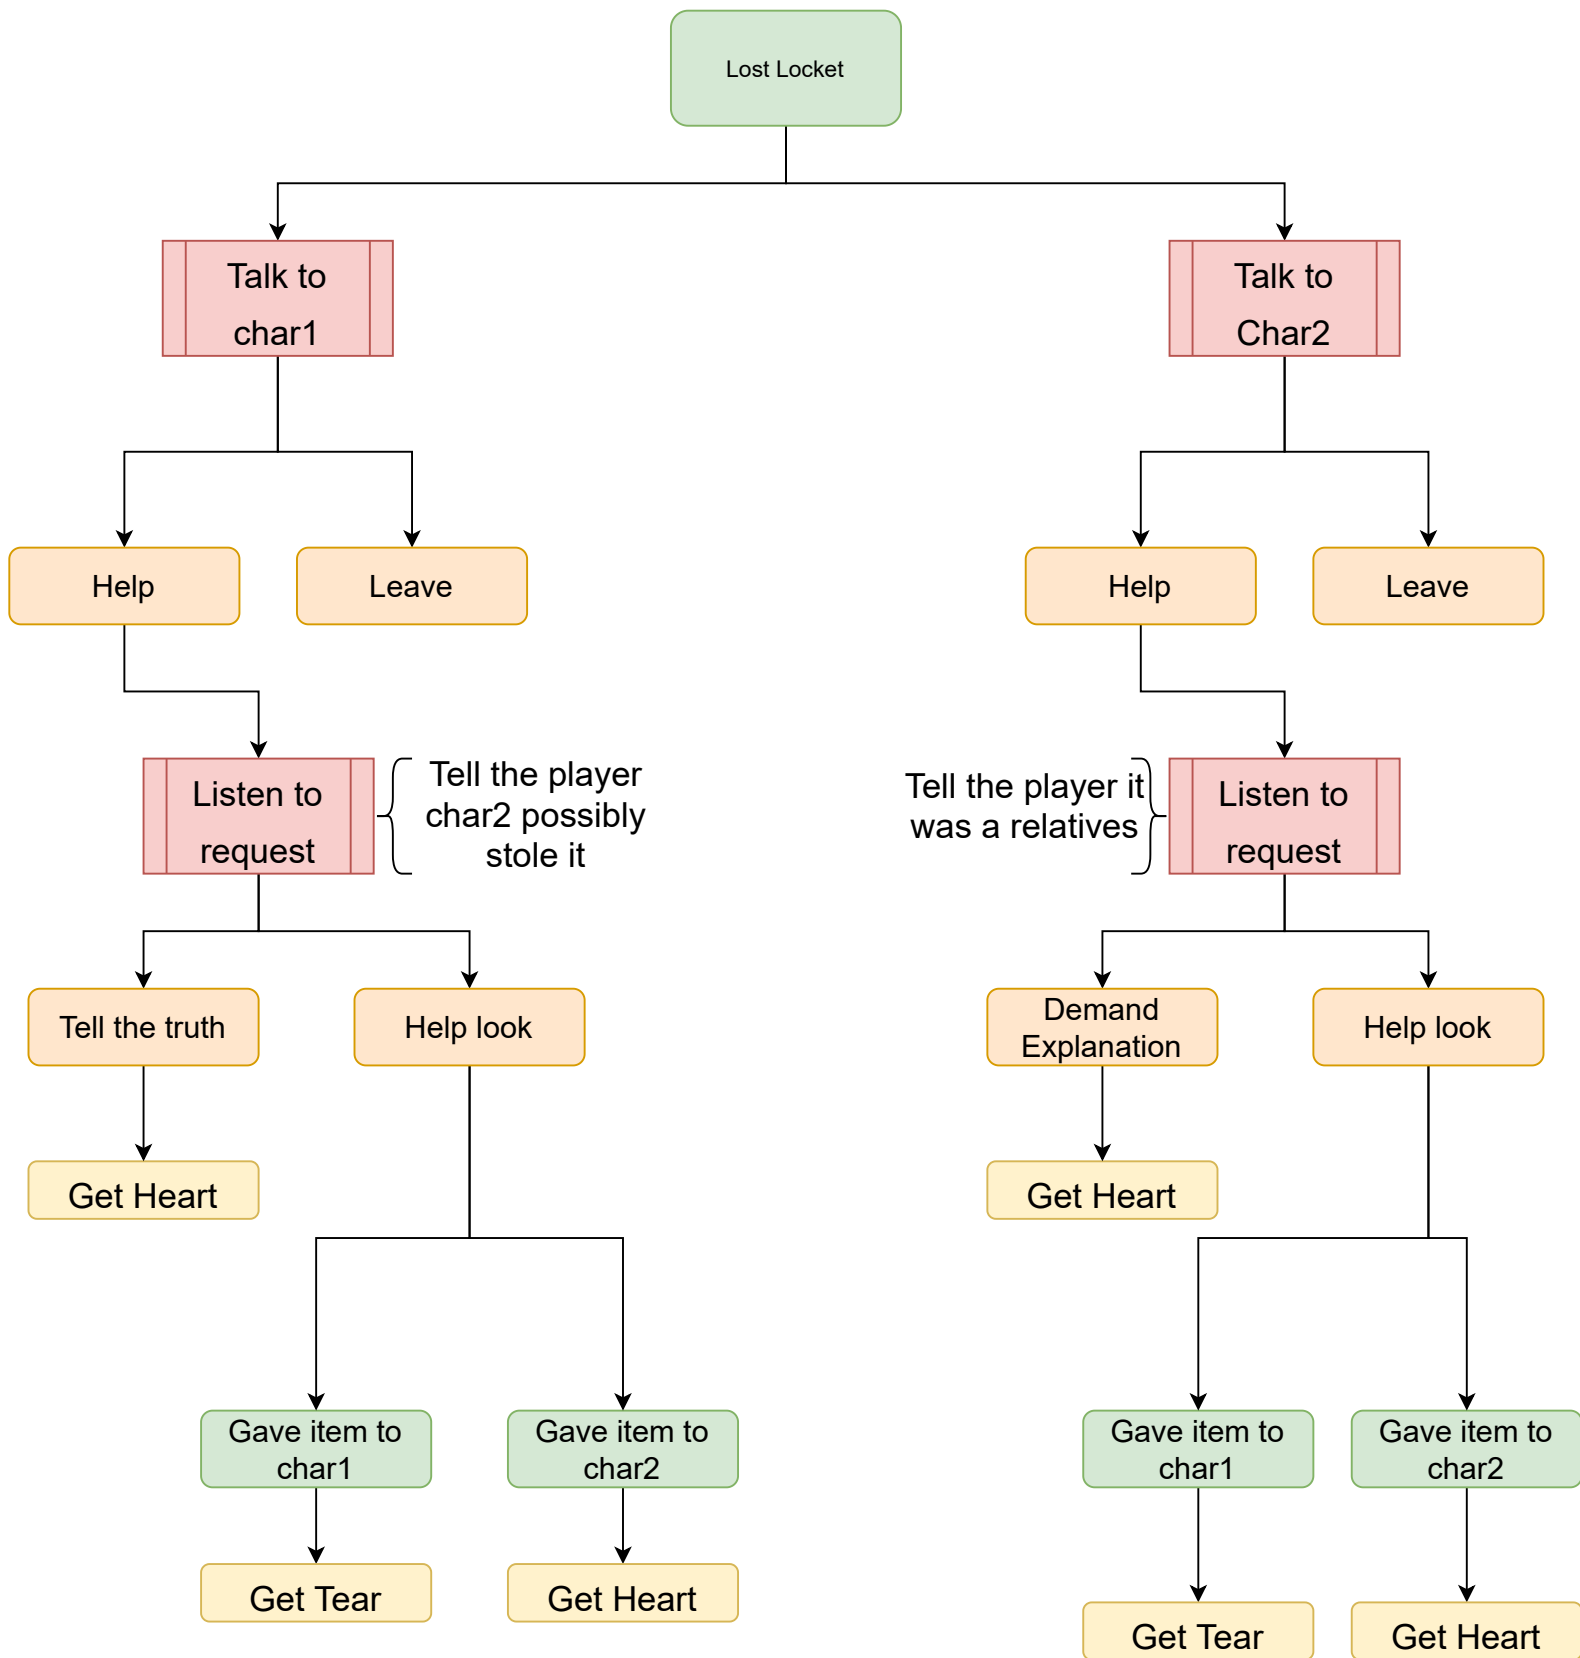 Lost Locket
Talk to
char1
Talk to
Char2
Help
Leave
Help
Leave
Listen to
request
Tell the player
char2 possibly
stole it
Tell the player it
was a relatives
Listen to
request
Tell the truth
Help look
Demand
Explanation
Help look
Get Heart
Get Heart
Gave item to
char1
Gave item to
char2
Gave item to
char1
Gave item to
char2
Get Tear
Get Heart
Get Tear
Get Heart